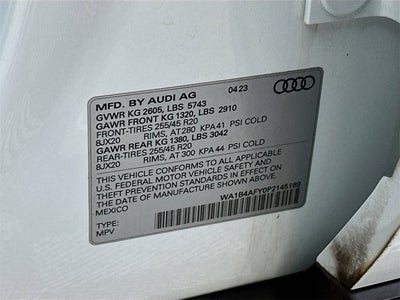 MFD. BY AUDI AG 04 23
GVWR KG 2605, LBS 5743
GAWR FRONT KG 1320, LBS 2910
FRONT-TIRES 255/45 R20
8JX20 RIMS, AT 280 KPA 41 PSI COLD
GAWR REAR KG 1380, LBS 3042
REAR-TIRES 255/45 R20
8JX20 RIMS, AT 300 KPA 44 PSI COLD
THIS VEHICLE CONFORMS TO ALL APPLICABLE
U.S. FEDERAL MOTOR VEHICLE SAFETY AND
THEFT PREVENTION STANDARDS
IN EFFECT ON THE DATE OF MANUFACTURE SHOWN ABOVE.
MEXICO
WA1B4AFY0P2145189
TYPE:
MPV